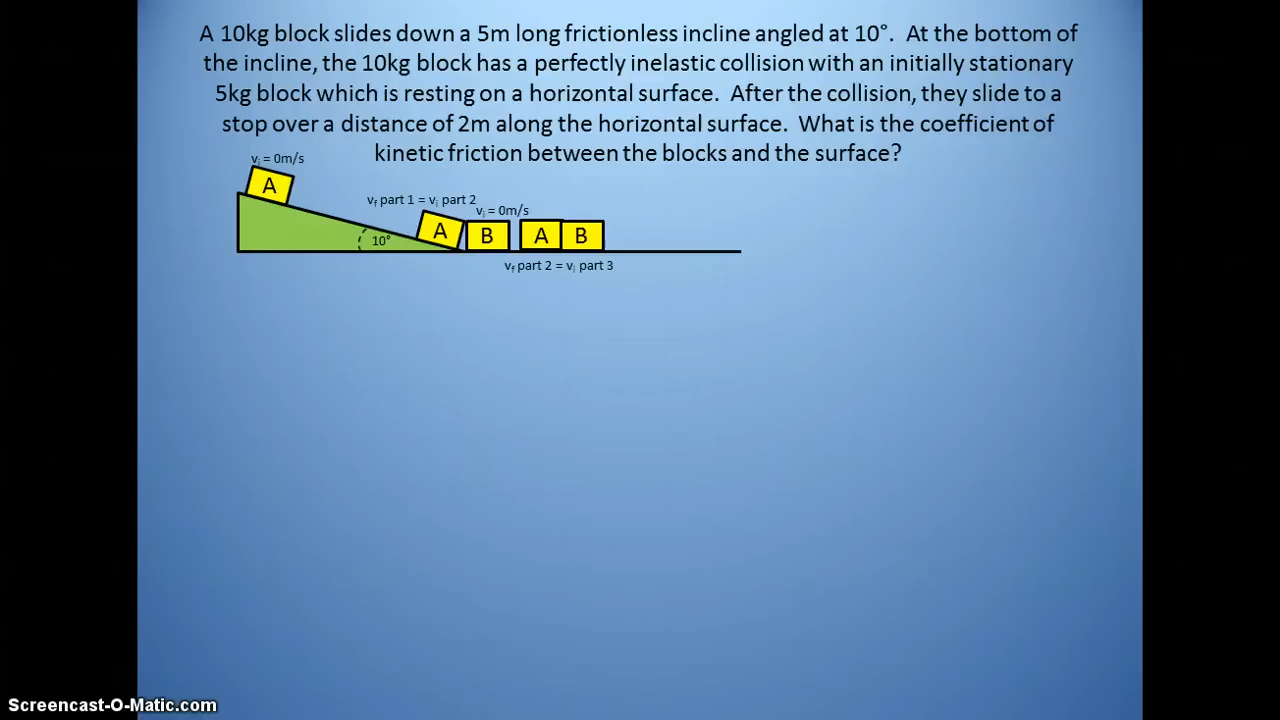 A 10kg block slides down a 5m long frictionless incline angled at 10°. At the bottom of
the incline, the 10kg block has a perfectly inelastic collision with an initially stationary
5kg block which is resting on a horizontal surface. After the collision, they slide to a
stop over a distance of 2m along the horizontal surface. What is the coefficient of
kinetic friction between the blocks and the surface?
vᵢ = 0m/s
A
v_f part 1 = vᵢ part 2
vᵢ = 0m/s
10°
A
B
A
B
v_f part 2 = vᵢ part 3
Screencast-O-Matic.com